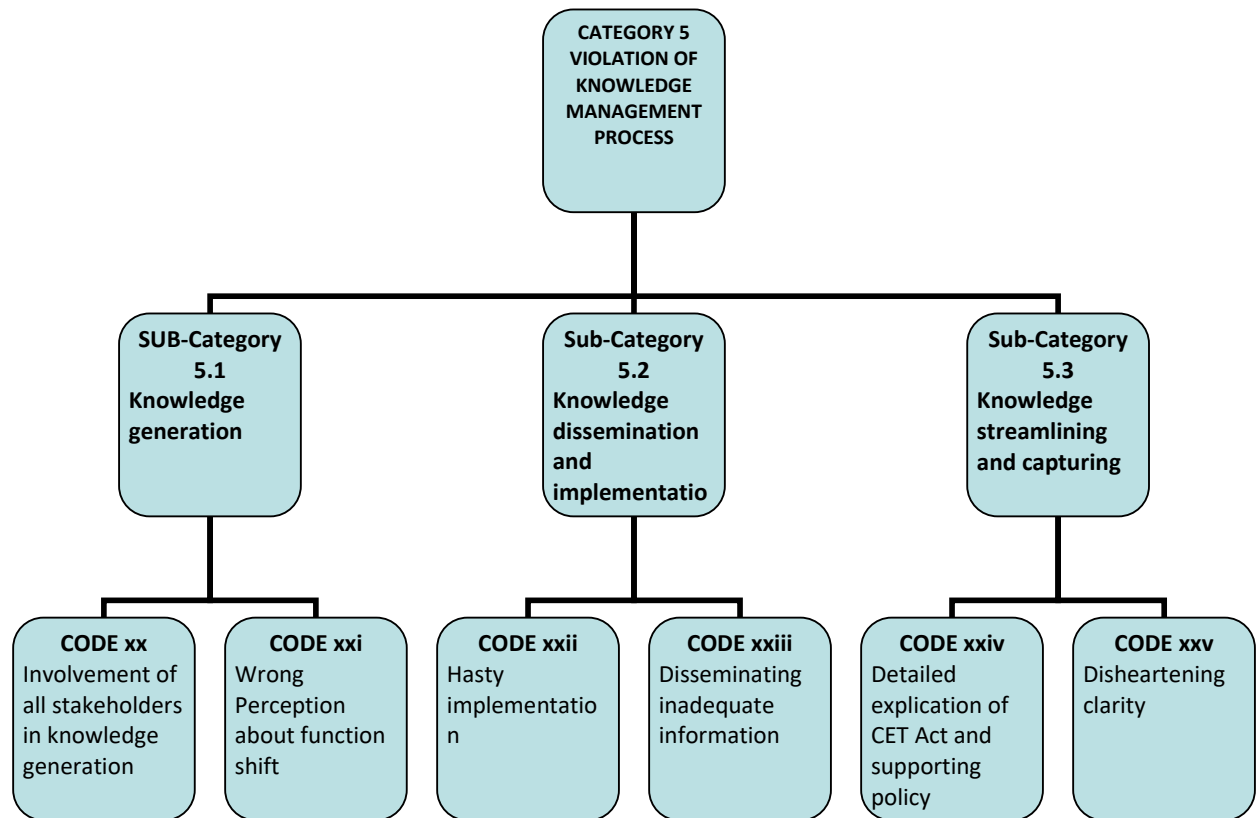 CATEGORY 5
VIOLATION OF
KNOWLEDGE
MANAGEMENT
PROCESS
SUB-Category
5.1
Knowledge
generation
Sub-Category
5.2
Knowledge
dissemination
and
implementatio
Sub-Category
5.3
Knowledge
streamlining
and capturing
CODE xx
Involvement of
all stakeholders
in knowledge
generation
CODE xxi
Wrong
Perception
about function
shift
CODE xxii
Hasty
implementatio
n
CODE xxiii
Disseminating
inadequate
information
CODE xxiv
Detailed
explication of
CET Act and
supporting
policy
CODE xxv
Disheartening
clarity